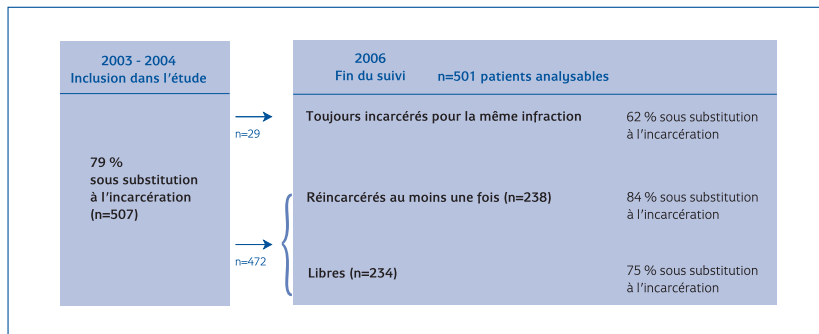 2003 - 2004
Inclusion dans l'étude
79 %
sous substitution
à l'incarcération
(n=507)
n=29
n=472
2006
Fin du suivi n=501 patients analysables
Toujours incarcérés pour la même infraction
62 % sous substitution
à l'incarcération
Réincarcérés au moins une fois (n=238)
84 % sous substitution
à l'incarcération
Libres (n=234)
75 % sous substitution
à l'incarcération